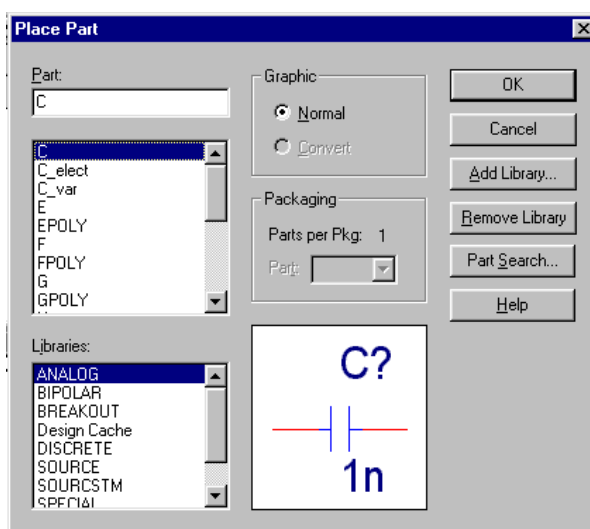 Place Part
Part:
C
C
C_elect
C_var
E
EPOLY
F
FPOLY
G
GPOLY
Libraries:
ANALOG
BIPOLAR
BREAKOUT
Design Cache
DISCRETE
SOURCE
SOURCSTM
SPECIAL
Graphic
Normal
Convert
Packaging
Parts per Pkg: 1
Part:
C?
1n
OK
Cancel
Add Library...
Remove Library
Part Search...
Help